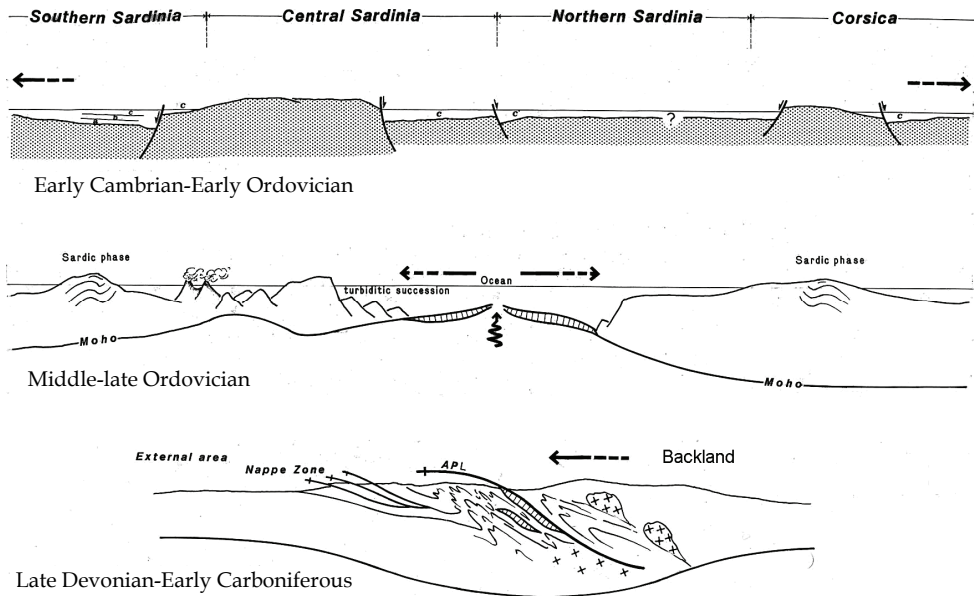 Southern Sardinia Central Sardinia Northern Sardinia Corsica
c c c c c
B
a ?
Early Cambrian-Early Ordovician
Sardic phase Sardic phase
Ocean
turbiditic succession
Moho
Moho
Middle-late Ordovician
External area APL Backland
Nappe Zone
Late Devonian-Early Carboniferous